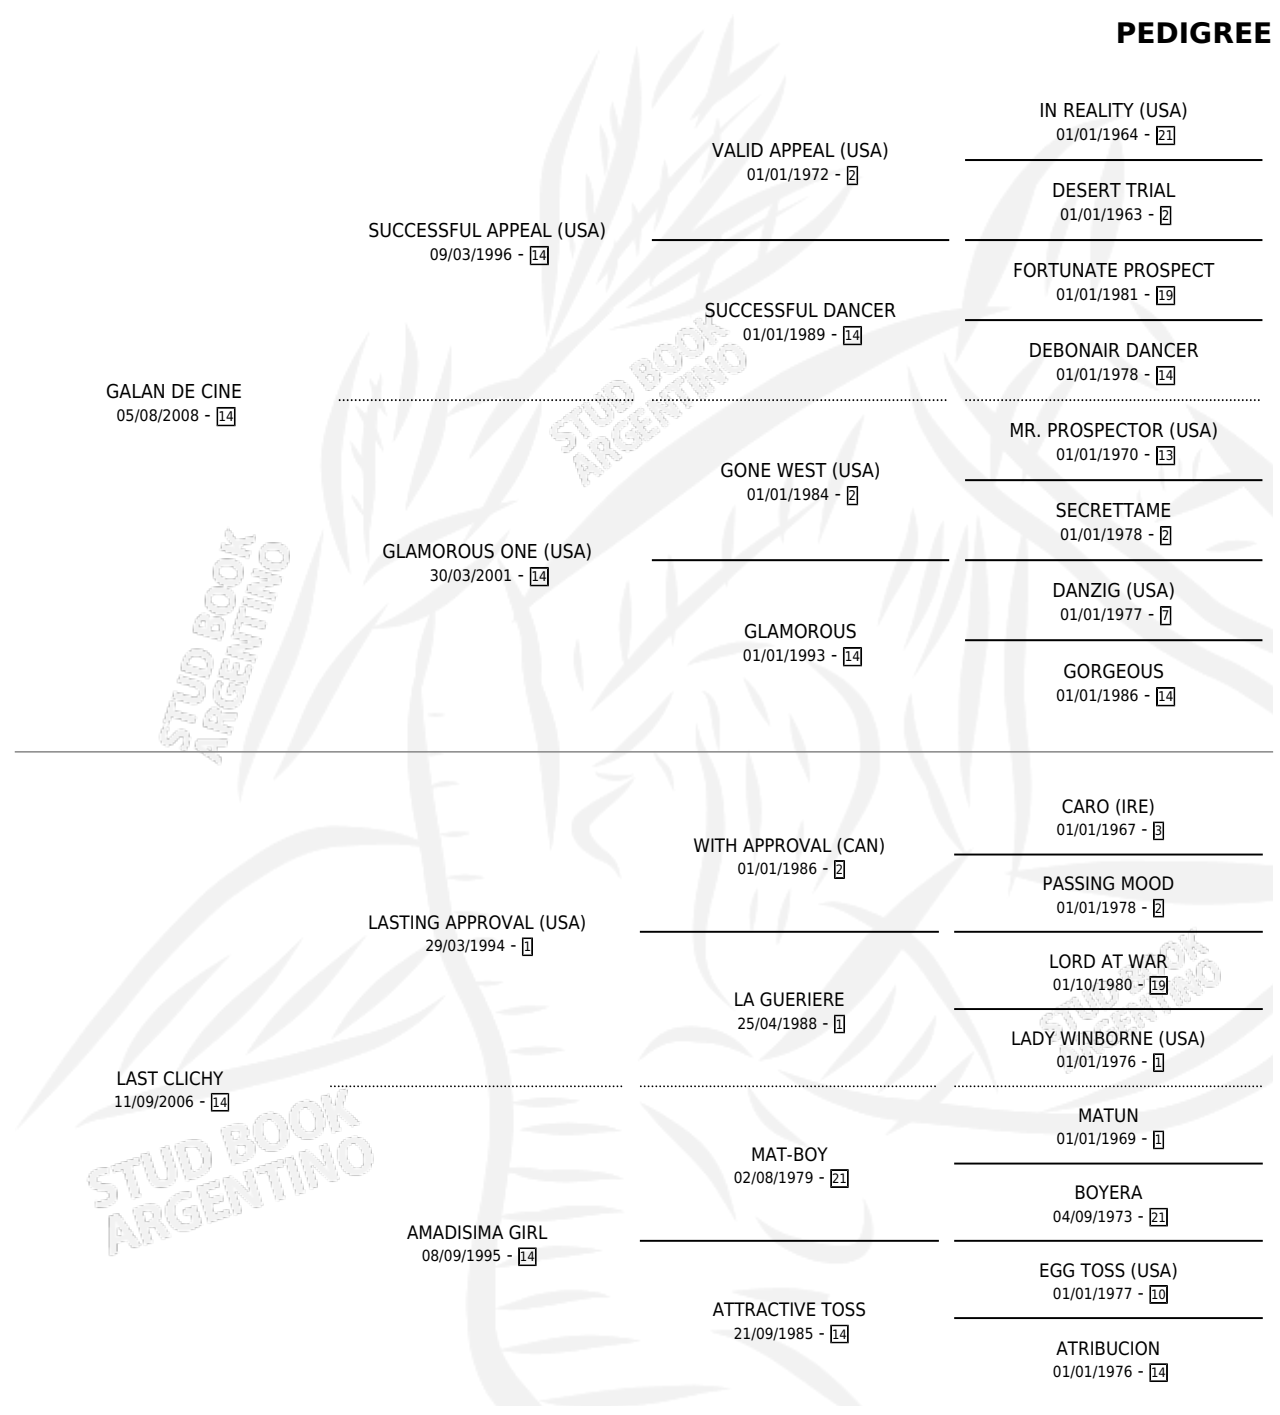 PEDIGREE
IN REALITY (USA)
01/01/1964 - 21
VALID APPEAL (USA)
01/01/1972 - 2
DESERT TRIAL
01/01/1963 - 2
SUCCESSFUL APPEAL (USA)
09/03/1996 - 14
FORTUNATE PROSPECT
01/01/1981 - 19
SUCCESSFUL DANCER
01/01/1989 - 14
DEBONAIR DANCER
01/01/1978 - 14
GALAN DE CINE
05/08/2008 - 14
MR. PROSPECTOR (USA)
01/01/1970 - 13
GONE WEST (USA)
01/01/1984 - 2
SECRETTAME
01/01/1978 - 2
GLAMOROUS ONE (USA)
30/03/2001 - 14
DANZIG (USA)
01/01/1977 - 7
GLAMOROUS
01/01/1993 - 14
GORGEOUS
01/01/1986 - 14
STUD BOOK
ARGENTINO
STUD BOOK
ARGENTINO
CARO (IRE)
01/01/1967 - 3
WITH APPROVAL (CAN)
01/01/1986 - 2
PASSING MOOD
01/01/1978 - 2
LASTING APPROVAL (USA)
29/03/1994 - 1
LORD AT WAR
01/10/1980 - 19
LA GUERIERE
25/04/1988 - 1
LADY WINBORNE (USA)
01/01/1976 - 1
STUD BOOK
ARGENTINO
LAST CLICHY
11/09/2006 - 14
MATUN
01/01/1969 - 1
MAT-BOY
02/08/1979 - 21
BOYERA
04/09/1973 - 21
STUD BOOK
ARGENTINO
AMADISIMA GIRL
08/09/1995 - 14
EGG TOSS (USA)
01/01/1977 - 10
ATTRACTIVE TOSS
21/09/1985 - 14
ATRIBUCION
01/01/1976 - 14